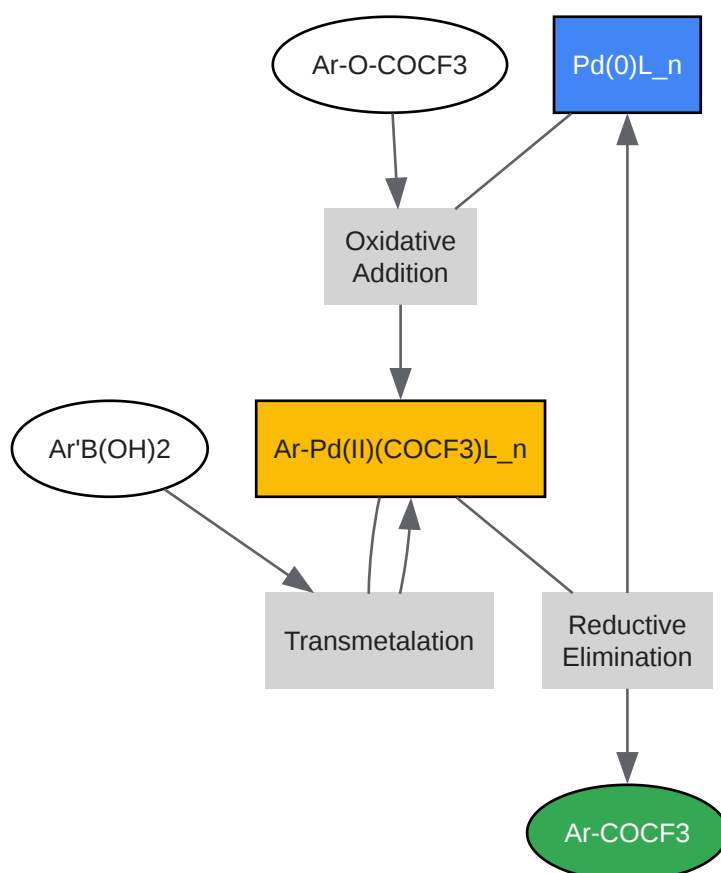 Ar-O-COCF3
Pd(0)L_n
Oxidative
Addition
Ar'B(OH)2
Ar-Pd(II)(COCF3)L_n
Transmetalation
Reductive
Elimination
Ar-COCF3